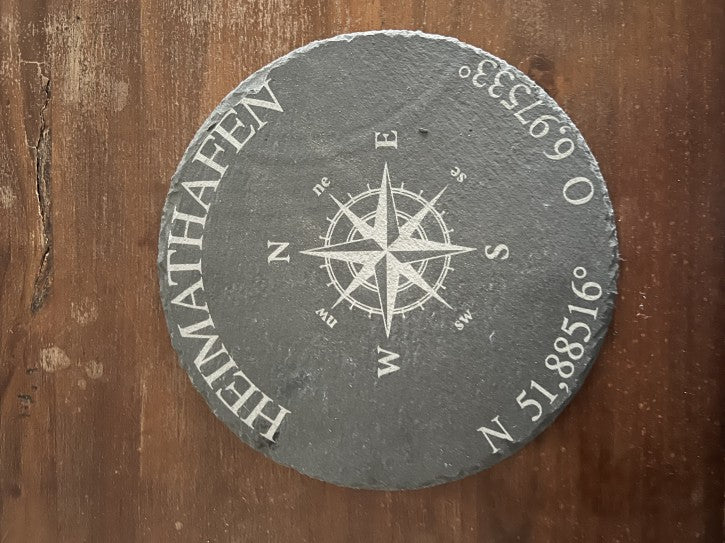 HEIMATHAFEN
N
ne
nw
E
W
se
sw
S
N 51,88516°
O 6,97533°